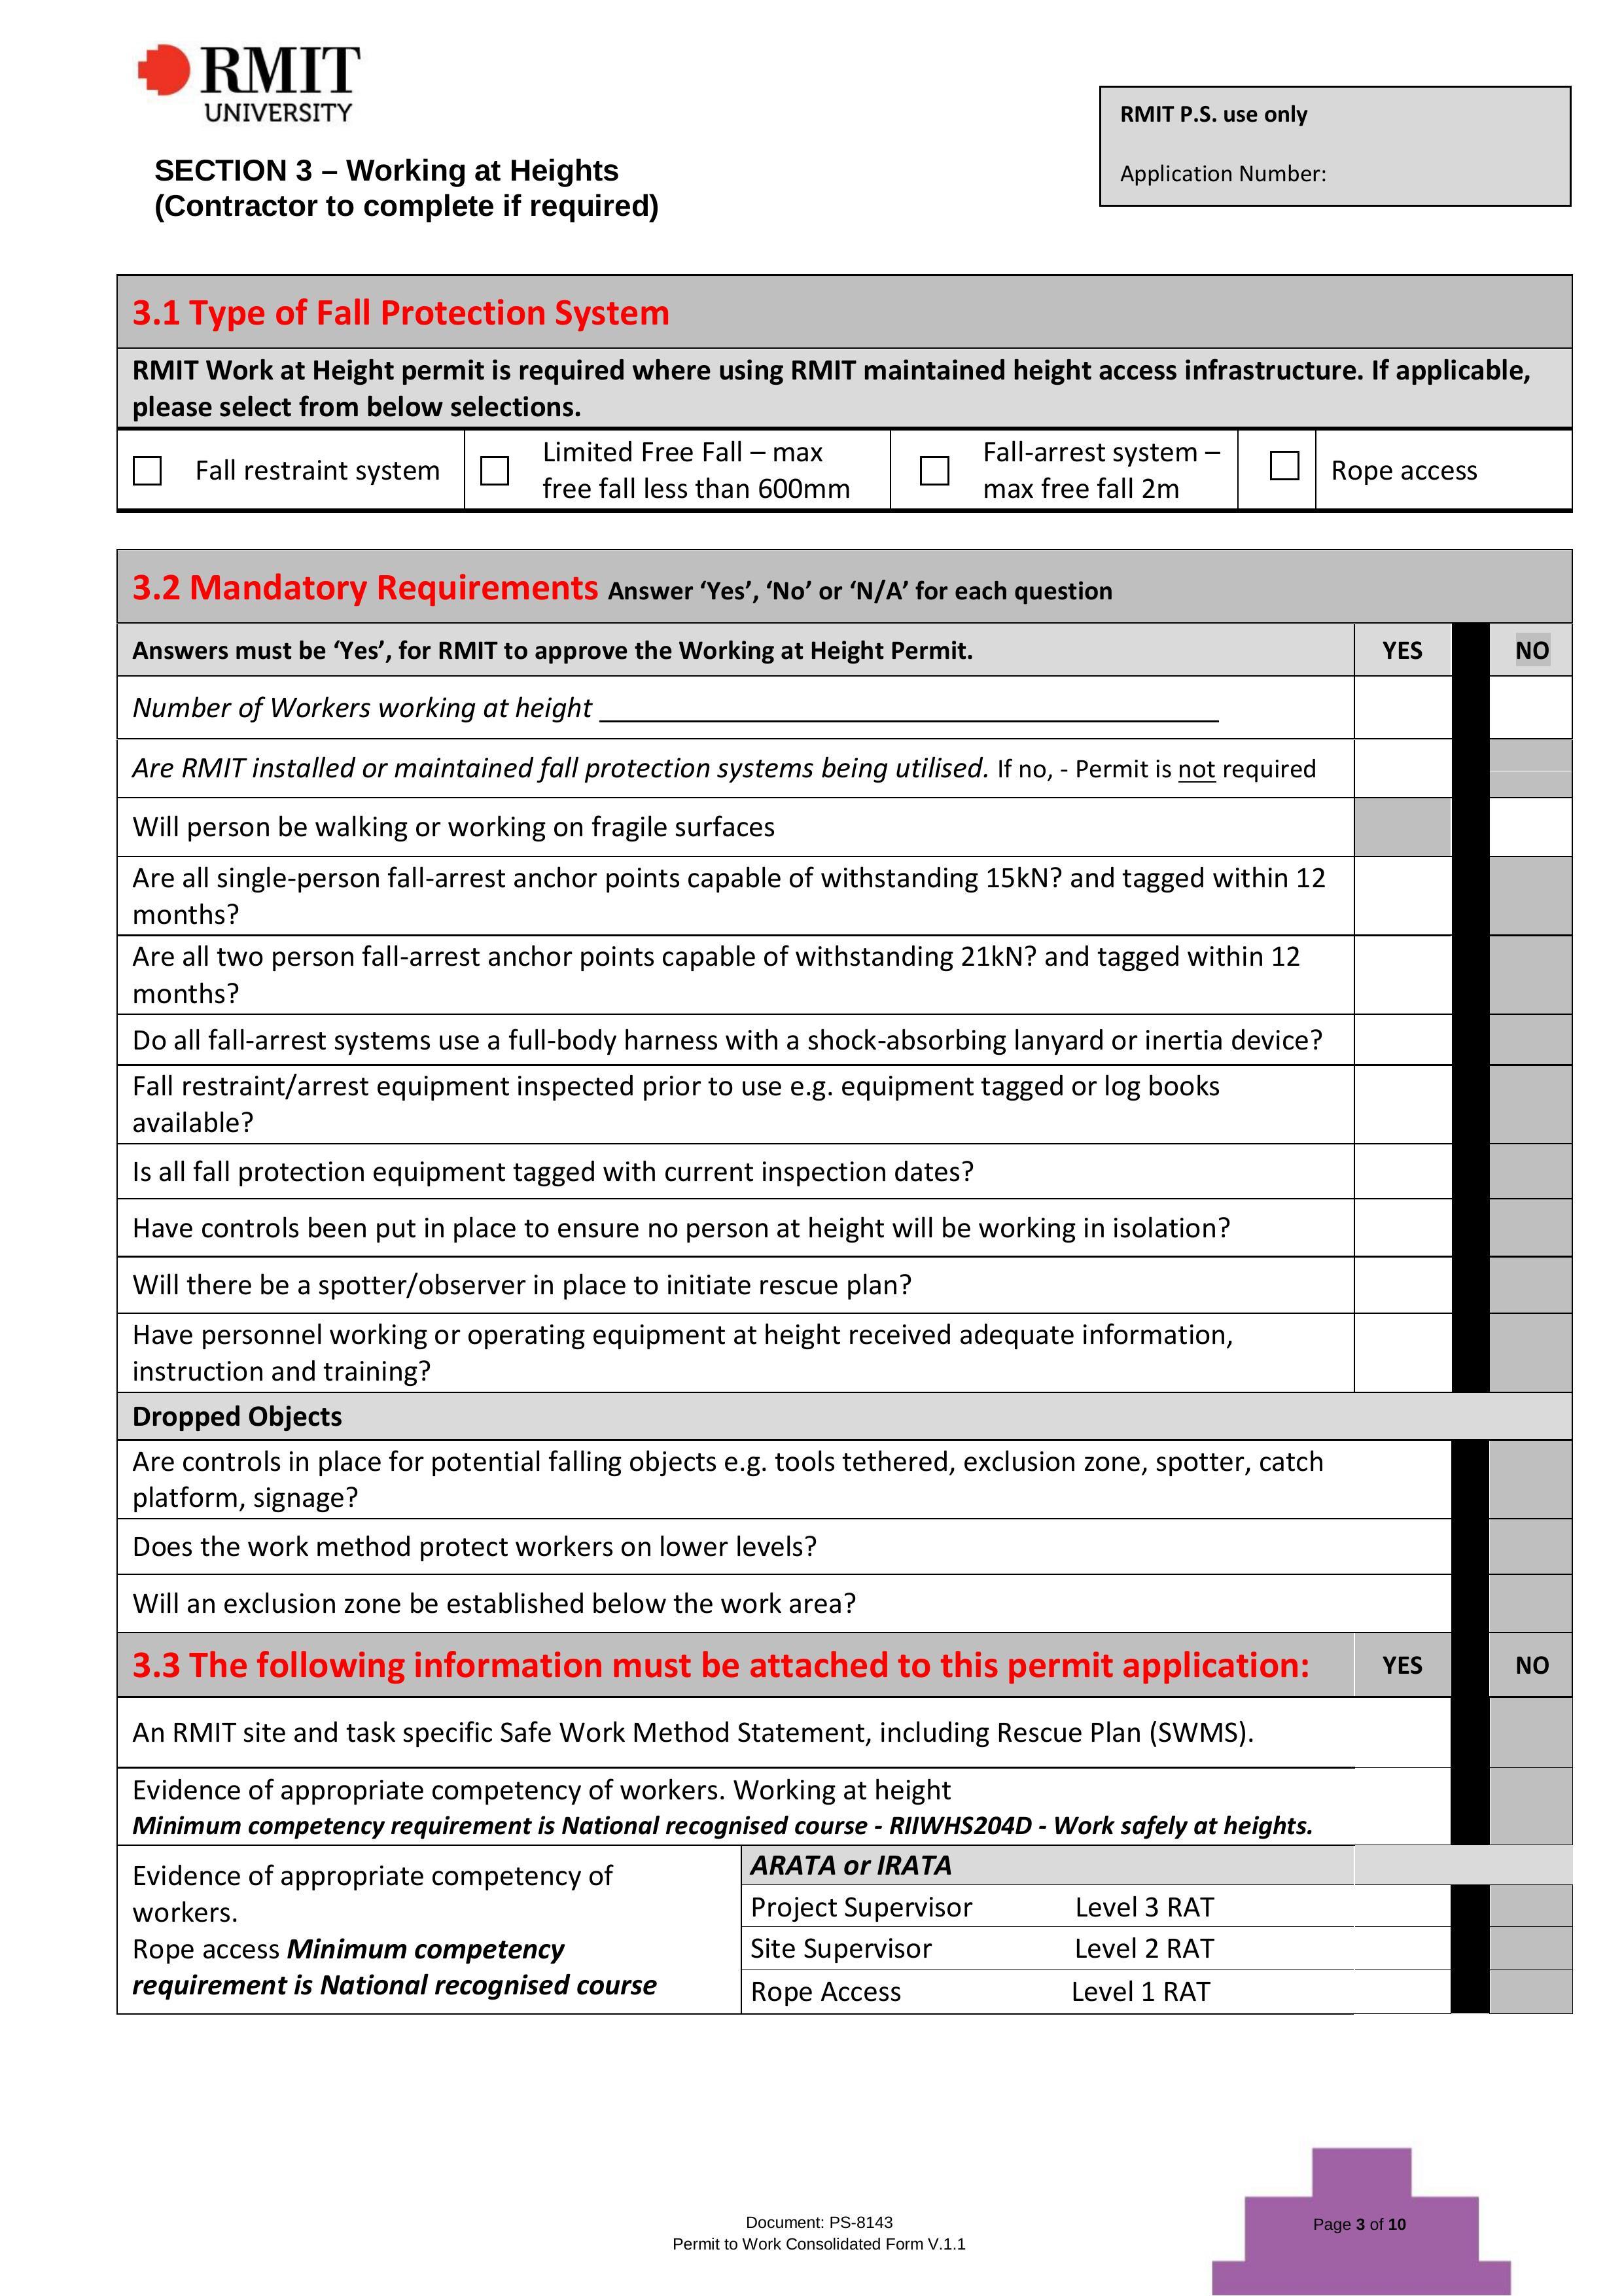 RMIT
UNIVERSITY
RMIT P.S. use only
Application Number:
SECTION 3 – Working at Heights
(Contractor to complete if required)
3.1 Type of Fall Protection System
RMIT Work at Height permit is required where using RMIT maintained height access infrastructure. If applicable,
please select from below selections.
Fall restraint system
Limited Free Fall – max
free fall less than 600mm
Fall-arrest system –
max free fall 2m
Rope access
3.2 Mandatory Requirements Answer ‘Yes’, ‘No’ or ‘N/A’ for each question
Answers must be ‘Yes’, for RMIT to approve the Working at Height Permit. YES NO
Number of Workers working at height
Are RMIT installed or maintained fall protection systems being utilised. If no, - Permit is not required
Will person be walking or working on fragile surfaces
Are all single-person fall-arrest anchor points capable of withstanding 15kN? and tagged within 12
months?
Are all two person fall-arrest anchor points capable of withstanding 21kN? and tagged within 12
months?
Do all fall-arrest systems use a full-body harness with a shock-absorbing lanyard or inertia device?
Fall restraint/arrest equipment inspected prior to use e.g. equipment tagged or log books
available?
Is all fall protection equipment tagged with current inspection dates?
Have controls been put in place to ensure no person at height will be working in isolation?
Will there be a spotter/observer in place to initiate rescue plan?
Have personnel working or operating equipment at height received adequate information,
instruction and training?
Dropped Objects
Are controls in place for potential falling objects e.g. tools tethered, exclusion zone, spotter, catch
platform, signage?
Does the work method protect workers on lower levels?
Will an exclusion zone be established below the work area?
3.3 The following information must be attached to this permit application: YES NO
An RMIT site and task specific Safe Work Method Statement, including Rescue Plan (SWMS).
Evidence of appropriate competency of workers. Working at height
Minimum competency requirement is National recognised course - RIIWHS204D - Work safely at heights.
Evidence of appropriate competency of
workers.
Rope access Minimum competency
requirement is National recognised course
ARATA or IRATA
Project Supervisor Level 3 RAT
Site Supervisor Level 2 RAT
Rope Access Level 1 RAT
Document: PS-8143
Permit to Work Consolidated Form V.1.1
Page 3 of 10